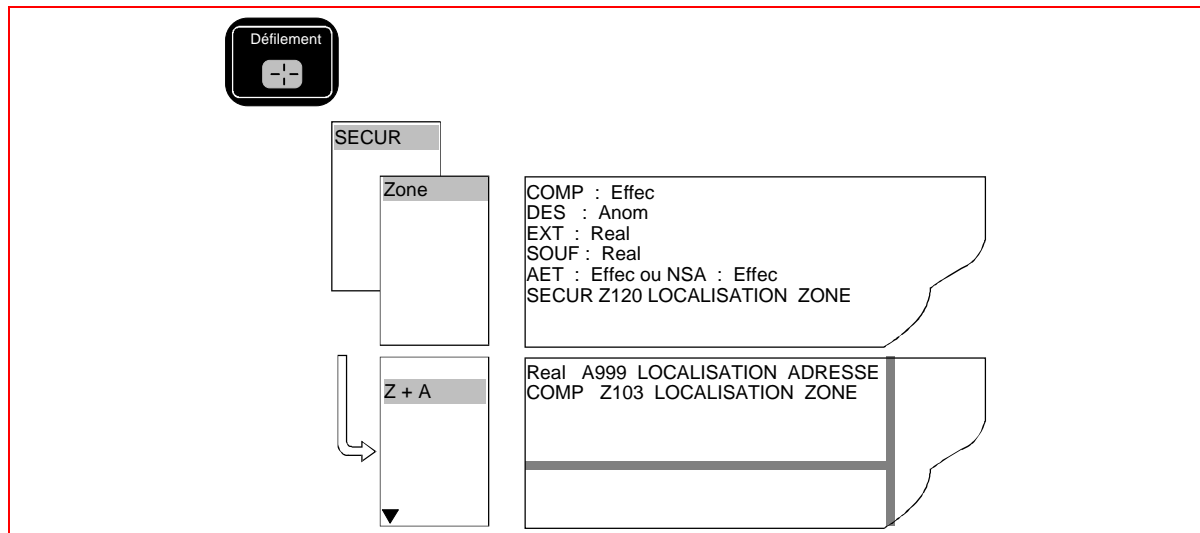 Défilement
SECUR
Zone
COMP : Effec
DES : Anom
EXT : Real
SOUF : Real
AET : Effec ou NSA : Effec
SECUR Z120 LOCALISATION ZONE
Z + A
Real A999 LOCALISATION ADRESSE
COMP Z103 LOCALISATION ZONE